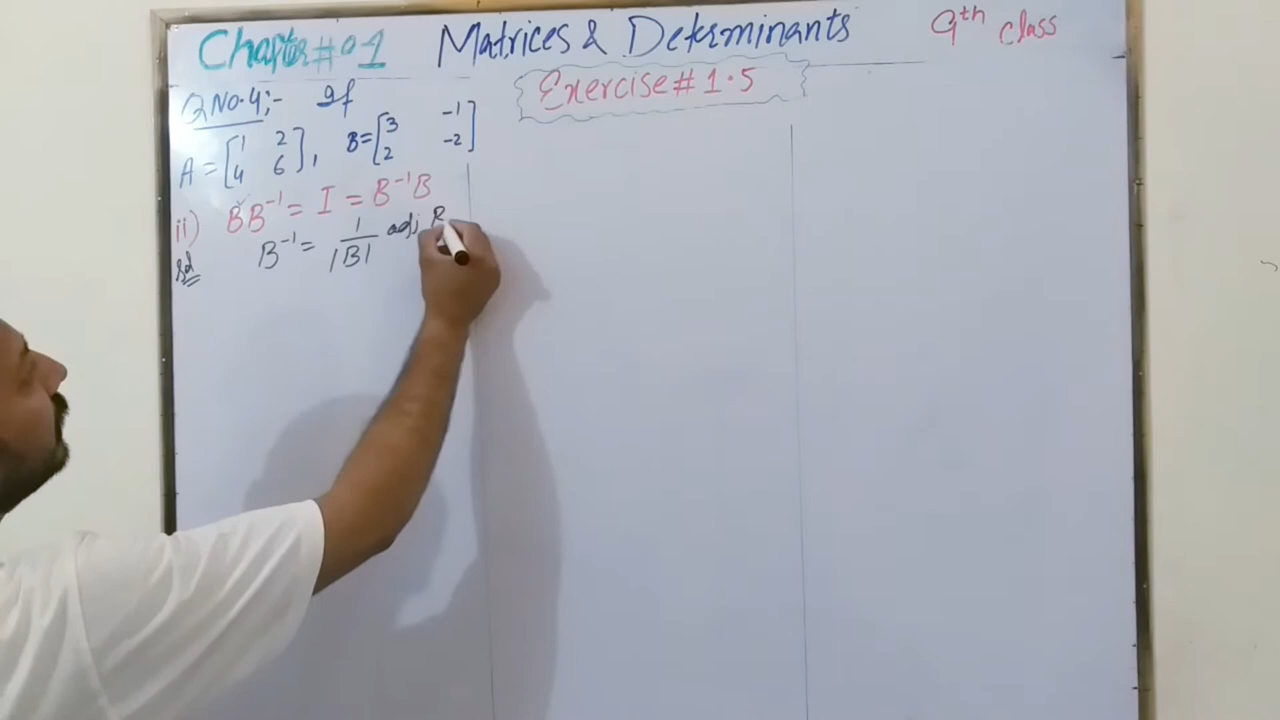 Chapter # 01 Matrices & Determinants 9th class
Exercise # 1.5
Q No. 4:- If
A = [1 2 4 6], B = [3 -1 2 -2]
ii) BB⁻¹ = I = B⁻¹B
Sol B⁻¹ = 1/|B| adj B